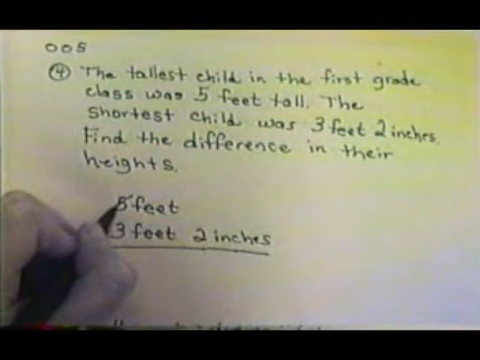 005
④ The tallest child in the first grade
class was 5 feet tall. The
shortest child was 3 feet 2 inches.
Find the difference in their
heights.
5 feet
3 feet 2 inches